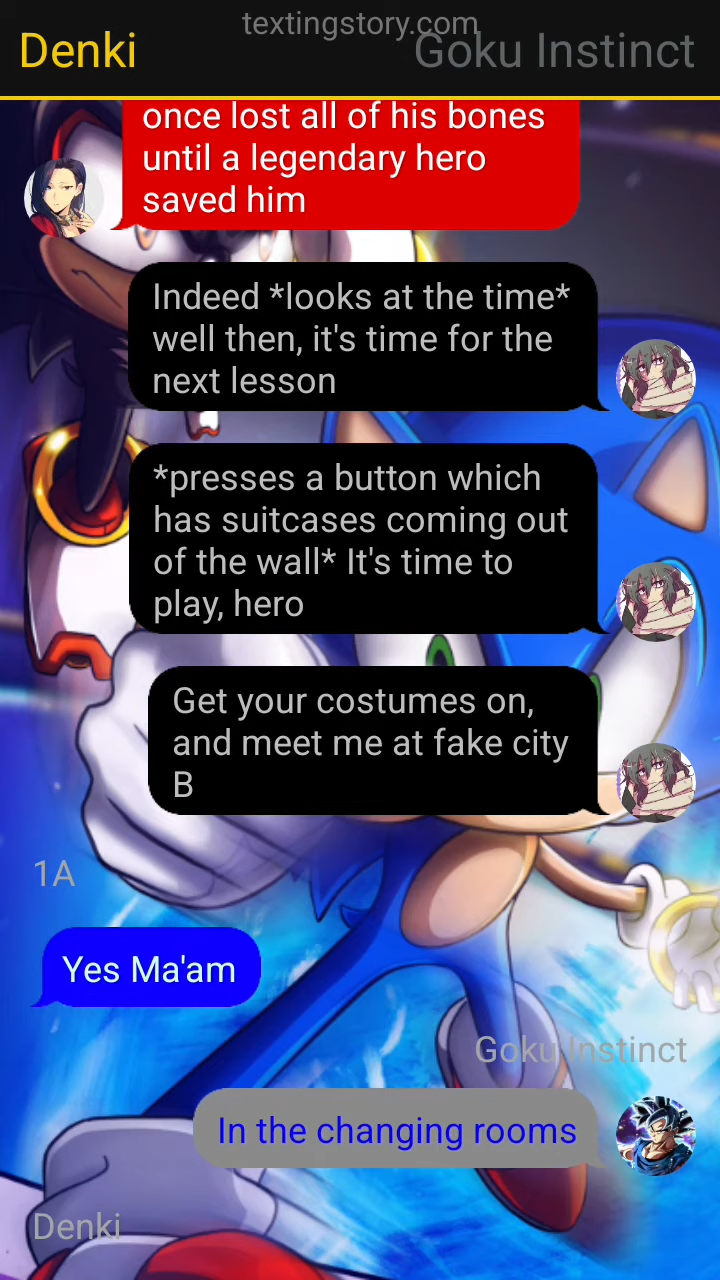 textingstory.com
Denki
Goku Instinct
once lost all of his bones
until a legendary hero
saved him
Indeed *looks at the time*
well then, it's time for the
next lesson
*presses a button which
has suitcases coming out
of the wall* It's time to
play, hero
Get your costumes on,
and meet me at fake city
B
1A
Yes Ma'am
Goku Instinct
In the changing rooms
Denki